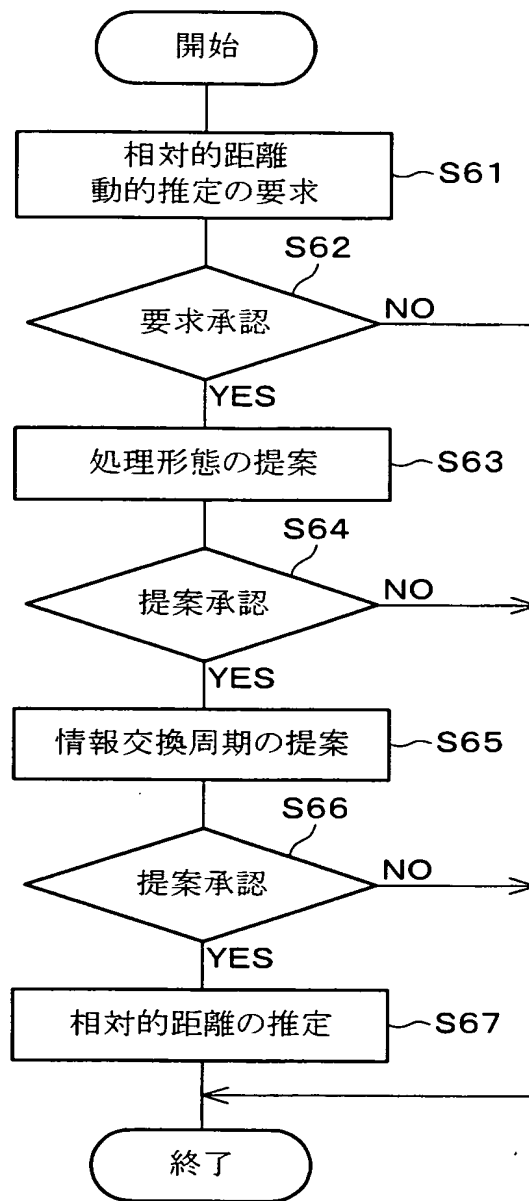 開始
相対的距離
動的推定の要求
S61
S62
要求承認
NO
YES
処理形態の提案
S63
S64
提案承認
NO
YES
情報交換周期の提案
S65
S66
提案承認
NO
YES
相対的距離の推定
S67
終了